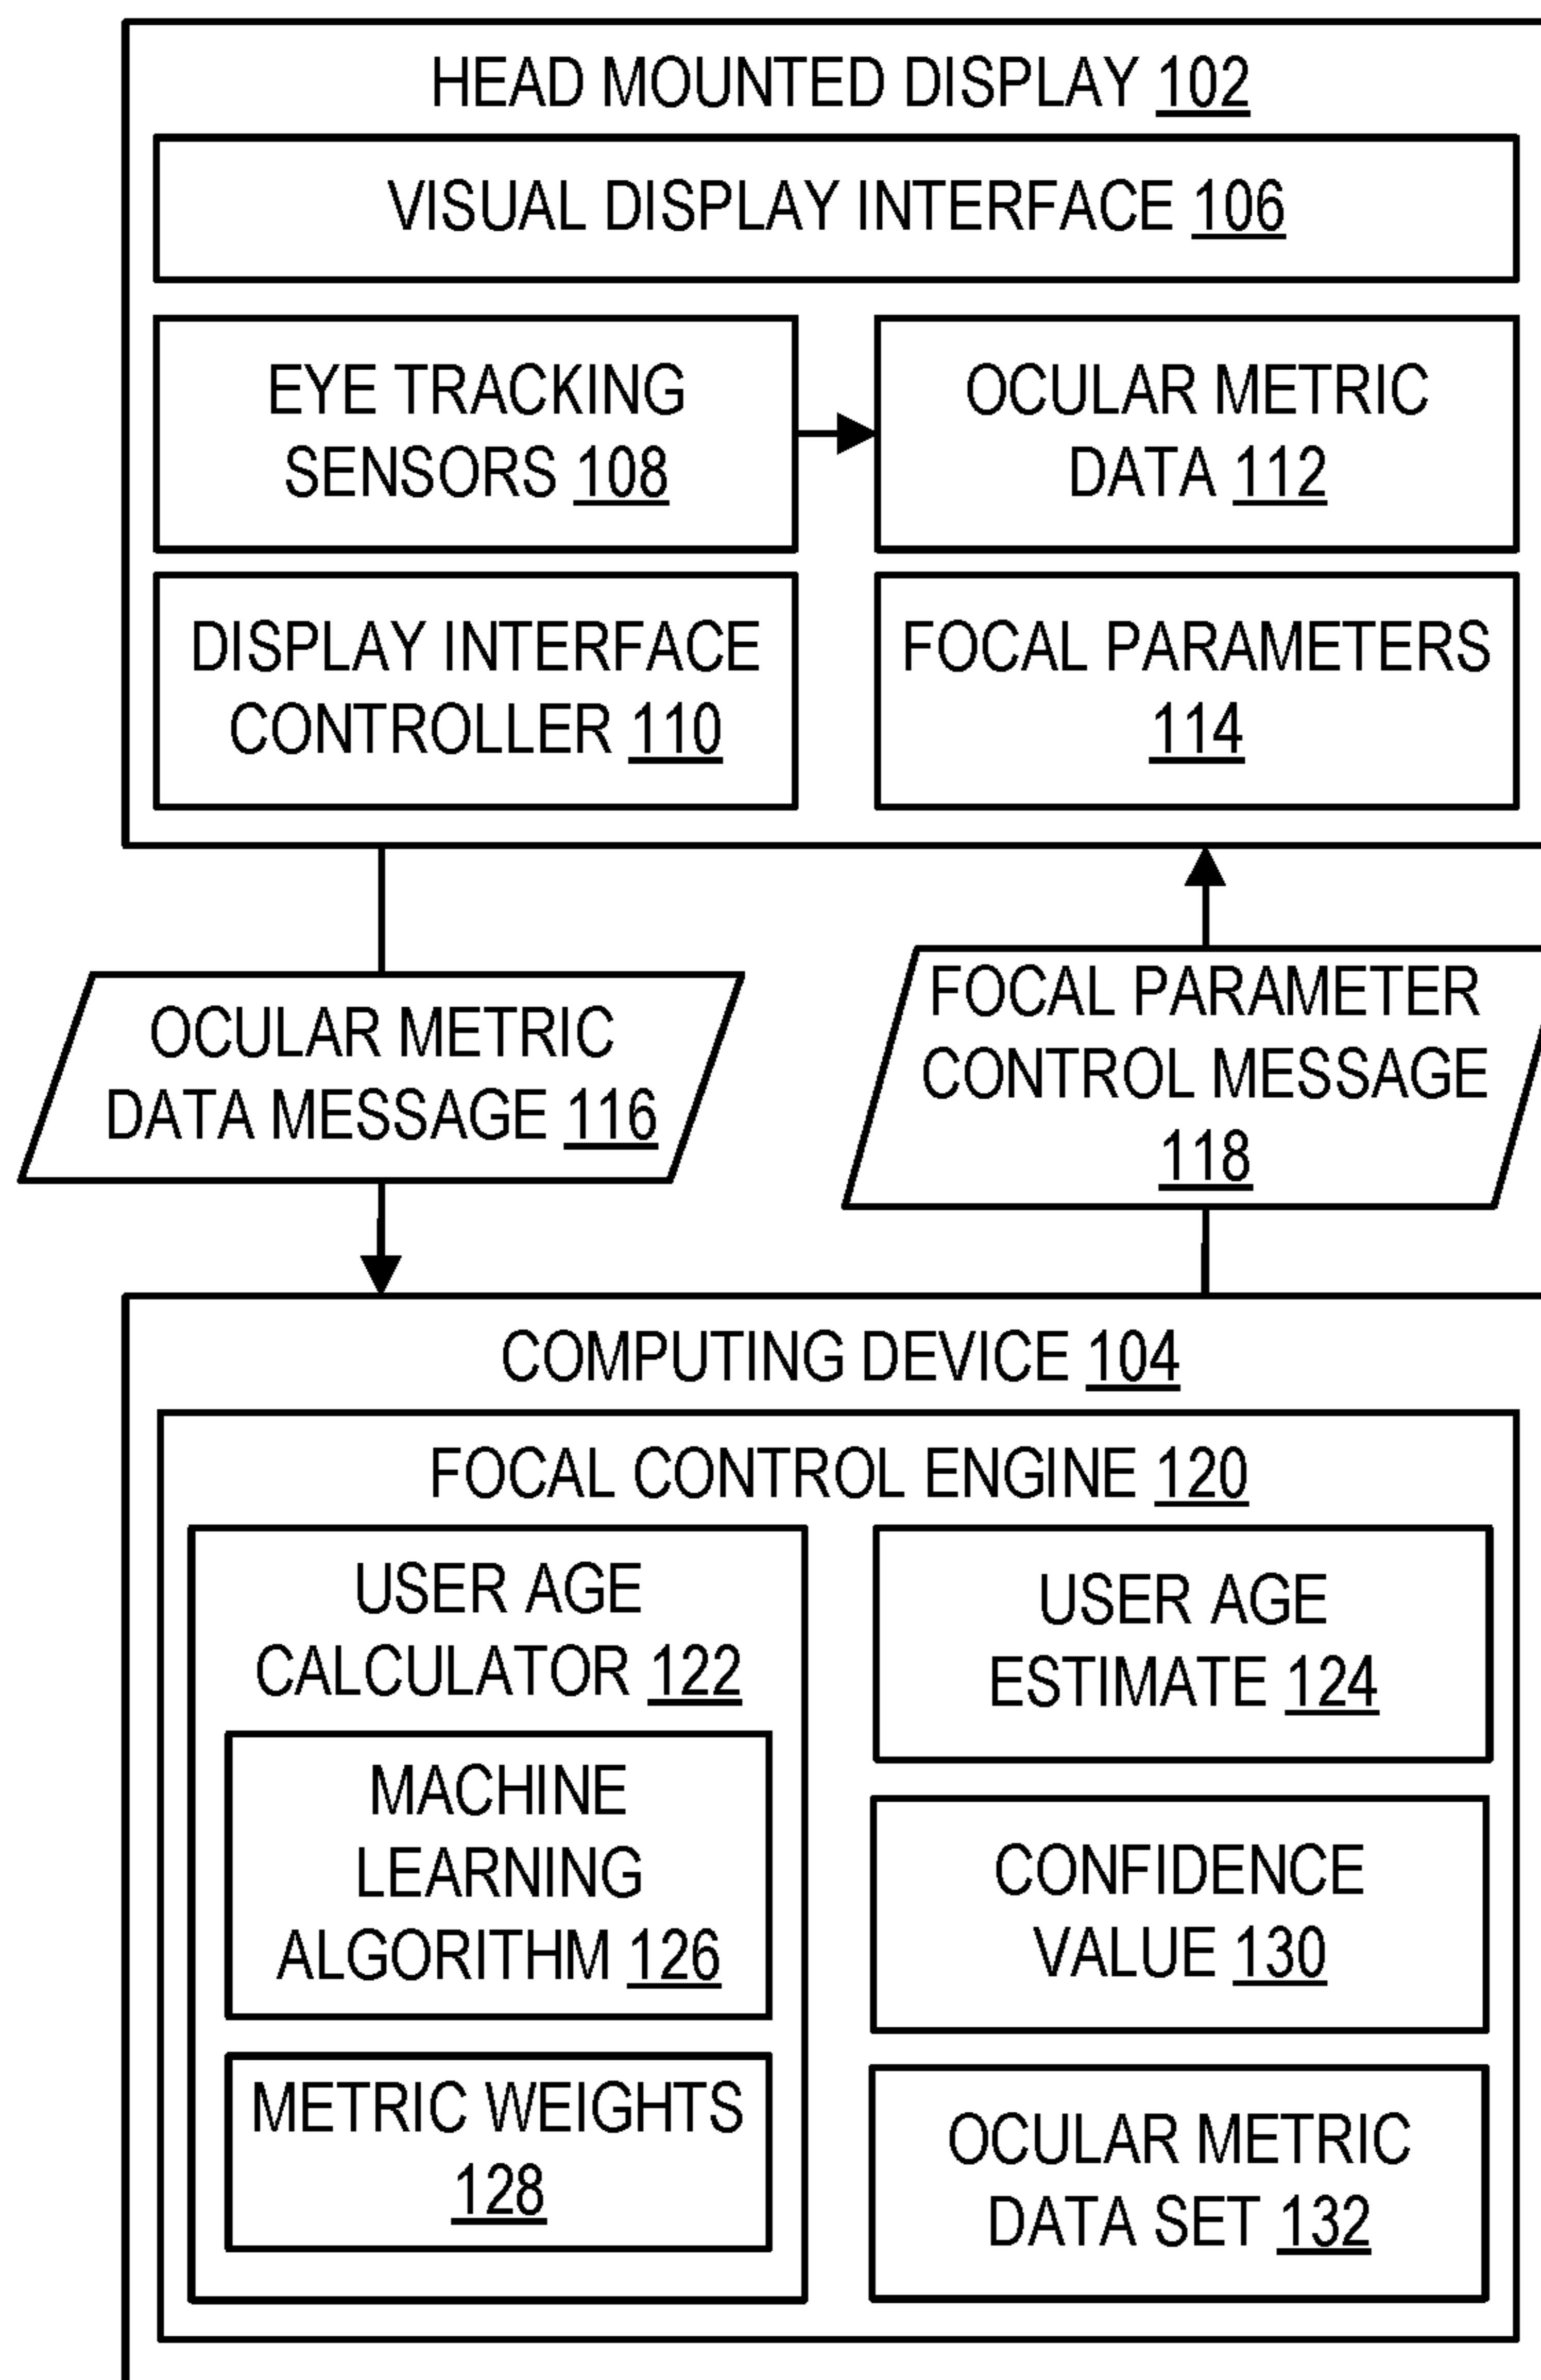 HEAD MOUNTED DISPLAY 102
VISUAL DISPLAY INTERFACE 106
EYE TRACKING
SENSORS 108
OCULAR METRIC
DATA 112
DISPLAY INTERFACE
CONTROLLER 110
FOCAL PARAMETERS
114
OCULAR METRIC
DATA MESSAGE 116
FOCAL PARAMETER
CONTROL MESSAGE
118
COMPUTING DEVICE 104
FOCAL CONTROL ENGINE 120
USER AGE
CALCULATOR 122
MACHINE
LEARNING
ALGORITHM 126
METRIC WEIGHTS
128
USER AGE
ESTIMATE 124
CONFIDENCE
VALUE 130
OCULAR METRIC
DATA SET 132